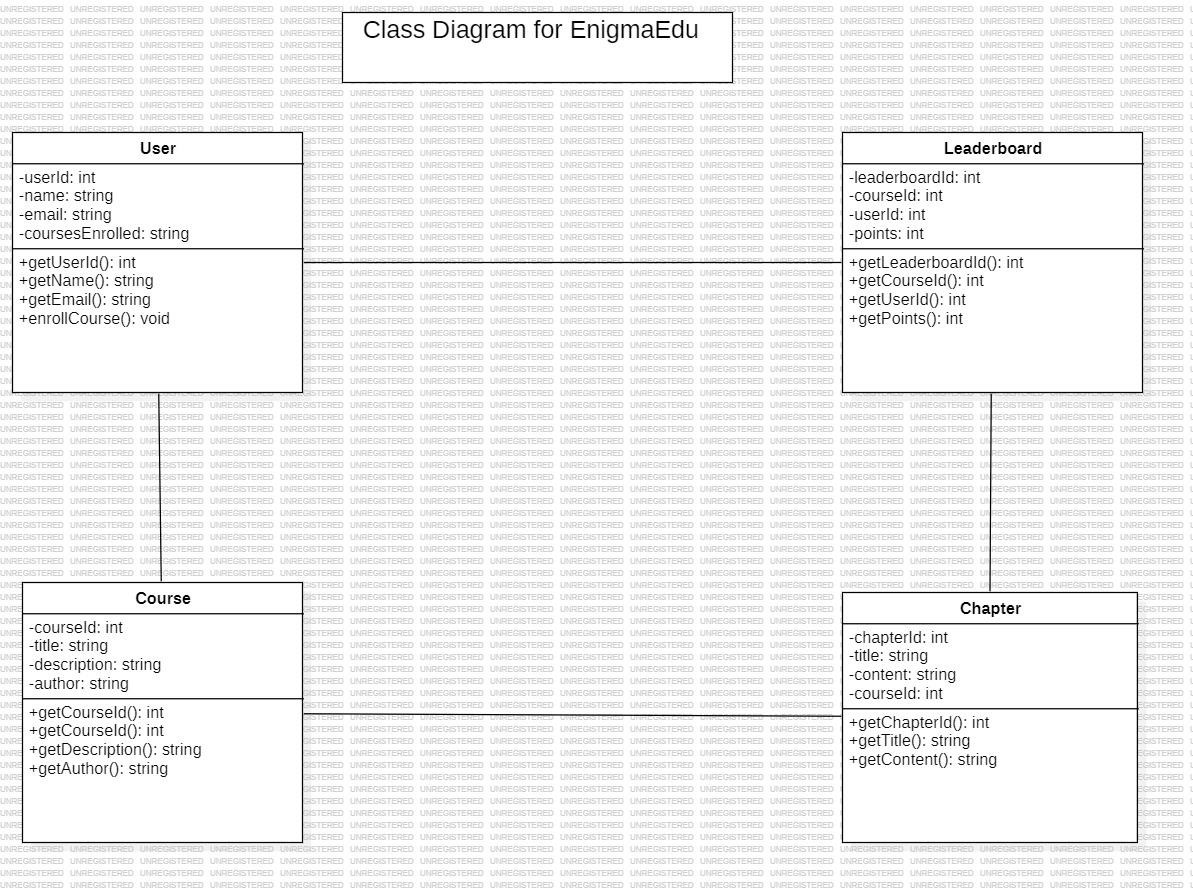 Class Diagram for EnigmaEdu
User
-userId: int
-name: string
-email: string
-coursesEnrolled: string
+getUserId(): int
+getName(): string
+getEmail(): string
+enrollCourse(): void
Leaderboard
-leaderboardId: int
-courseId: int
-userId: int
-points: int
+getLeaderboardId(): int
+getCourseId(): int
+getUserId(): int
+getPoints(): int
Course
-courseId: int
-title: string
-description: string
-author: string
+getCourseId(): int
+getCourseId(): int
+getDescription(): string
+getAuthor(): string
Chapter
-chapterId: int
-title: string
-content: string
-courseId: int
+getChapterId(): int
+getTitle(): string
+getContent(): string
UNREGISTERED